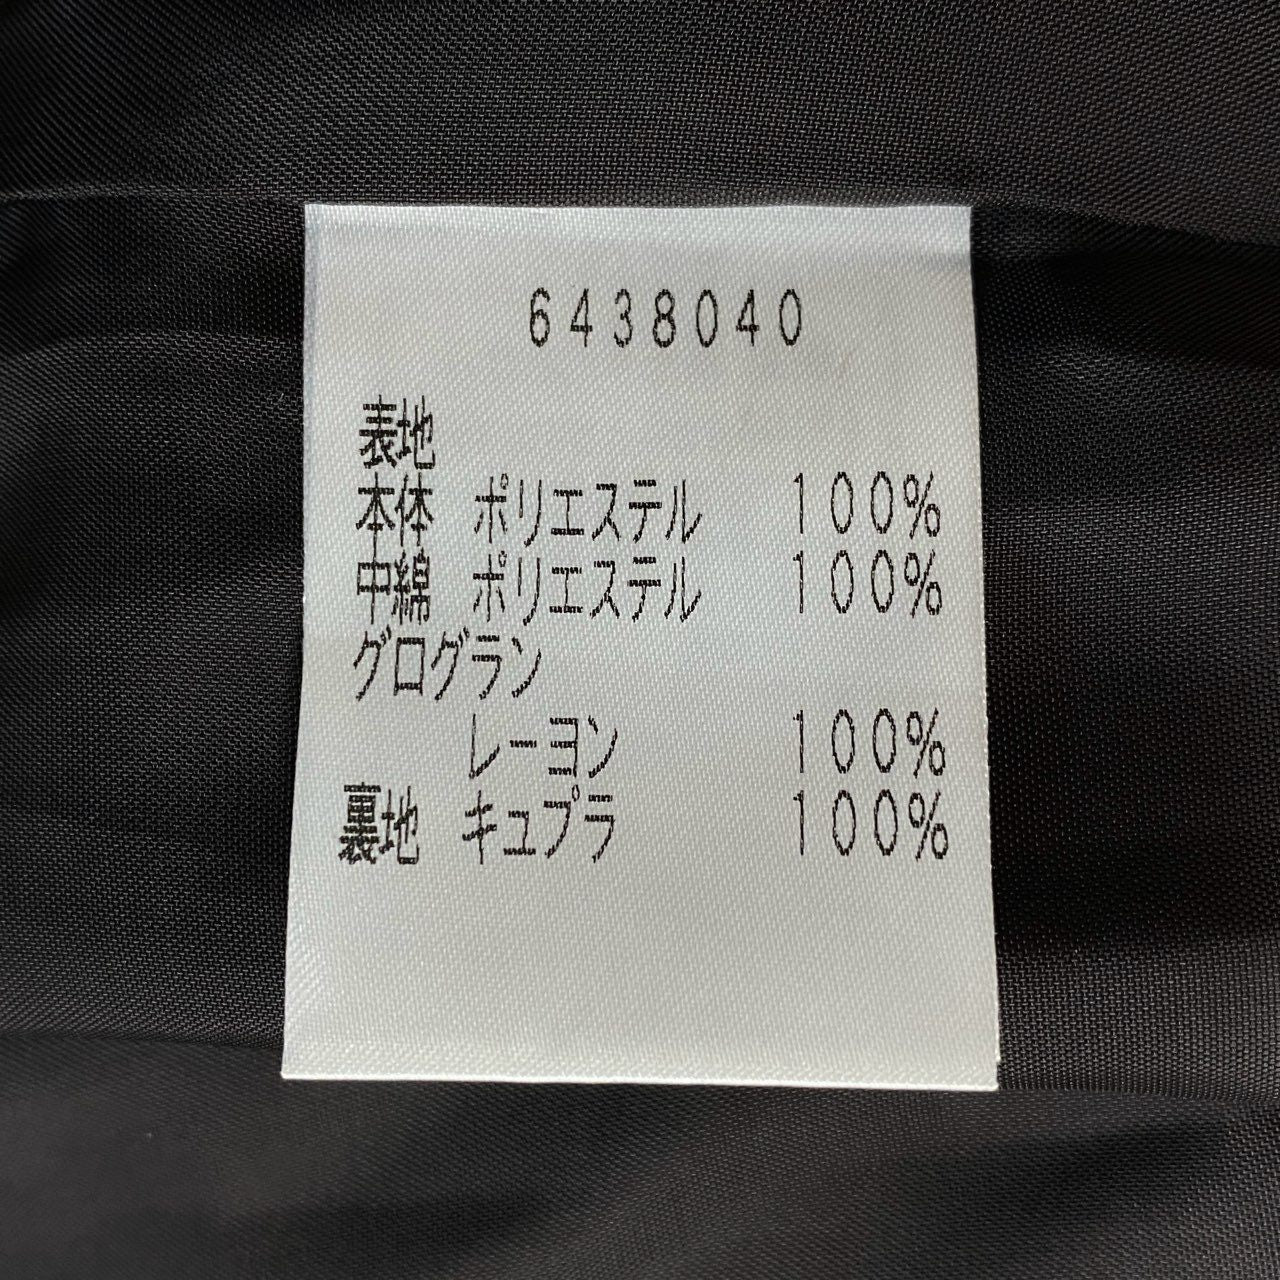 6438040
表地
本体 ポリエステル 100%
中綿 ポリエステル 100%
グログラン
レーヨン 100%
裏地 キュプラ 100%